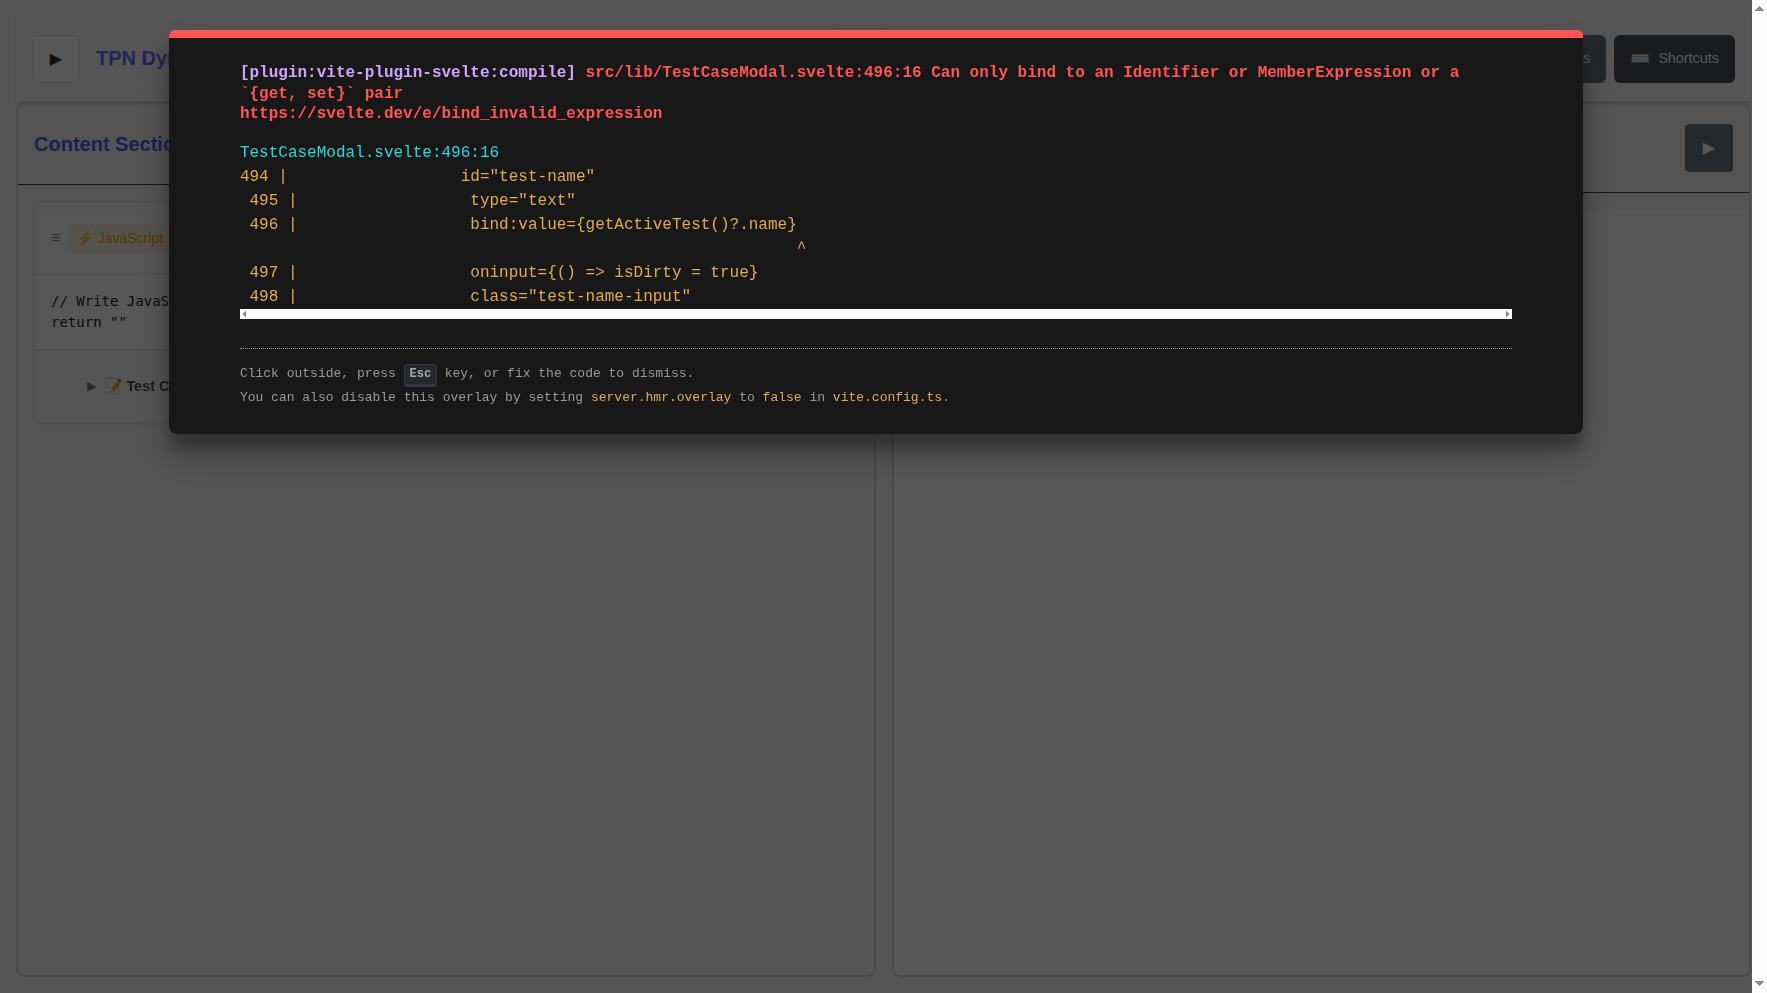 ▶ TPN Dy
s
Shortcuts
[plugin:vite-plugin-svelte:compile] src/lib/TestCaseModal.svelte:496:16 Can only bind to an Identifier or MemberExpression or a
`{get, set}` pair
https://svelte.dev/e/bind_invalid_expression
TestCaseModal.svelte:496:16
494 |                  id="test-name"
495 |                  type="text"
496 |                  bind:value={getActiveTest()?.name}
^
497 |                  oninput={() => isDirty = true}
498 |                  class="test-name-input"
Click outside, press Esc key, or fix the code to dismiss.
You can also disable this overlay by setting server.hmr.overlay to false in vite.config.ts.
Content Sectio
▶
≡ ⚡ JavaScript
// Write JavaS
return ""
▶ 📝 Test C